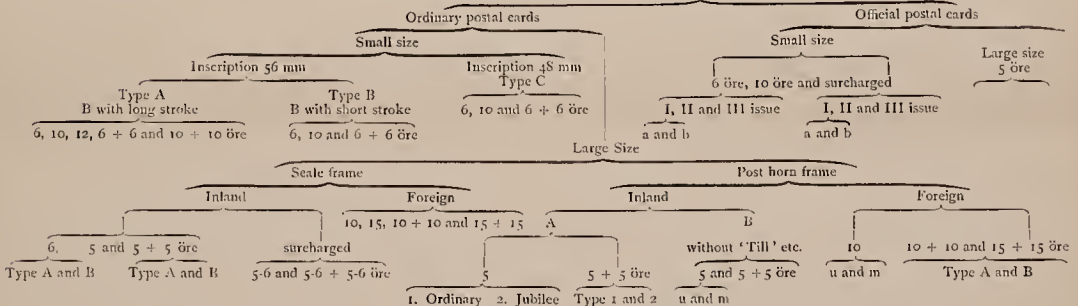 Ordinary postal cards Official postal cards
Small size Small size Large size
5 öre
Inscription 56 mm Inscription 48 mm
Type C
6 öre, 10 öre and surcharged
Type A Type B
B with long stroke B with short stroke 6, 10 and 6 + 6 öre I, II and III issue I, II and III issue
6, 10, 12, 6 + 6 and 10 + 10 öre 6, 10 and 6 + 6 öre a and b a and b
Large Size
Scale frame Post horn frame
Inland Foreign Inland Foreign
10, 15, 10 + 10 and 15 + 15 A B
6, 5 and 5 + 5 öre surcharged without 'Till' etc. 10 10 + 10 and 15 + 15 öre
Type A and B Type A and B 5-6 and 5-6 + 5-6 öre 5 5 + 5 öre 5 and 5 + 5 öre u and m Type A and B
1. Ordinary 2. Jubilee Type 1 and 2 u and m